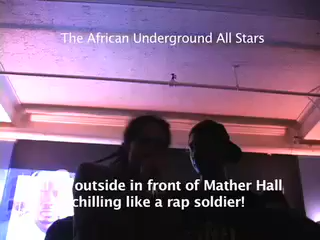 The African Underground All Stars
outside in front of Mather Hall
chilling like a rap soldier!